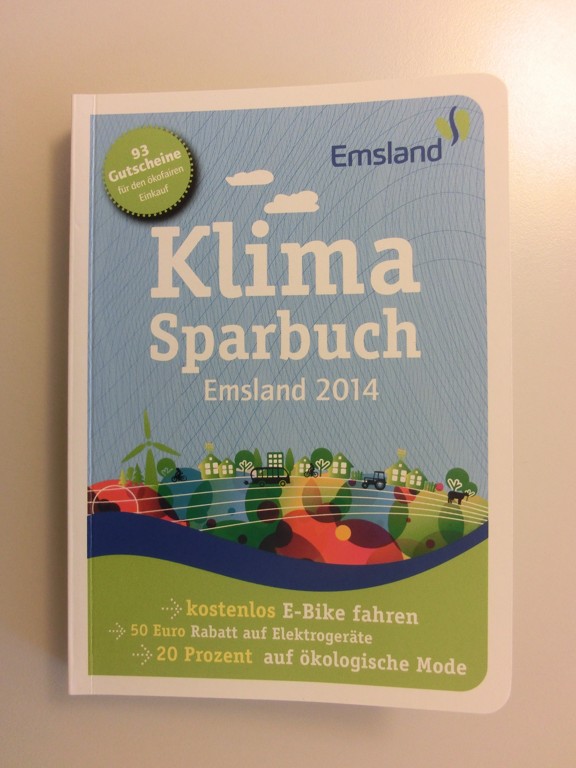 93
Gutscheine
für den ökofairen
Einkauf
Emsland
Klima
Sparbuch
Emsland 2014
kostenlos E-Bike fahren
50 Euro Rabatt auf Elektrogeräte
20 Prozent auf ökologische Mode